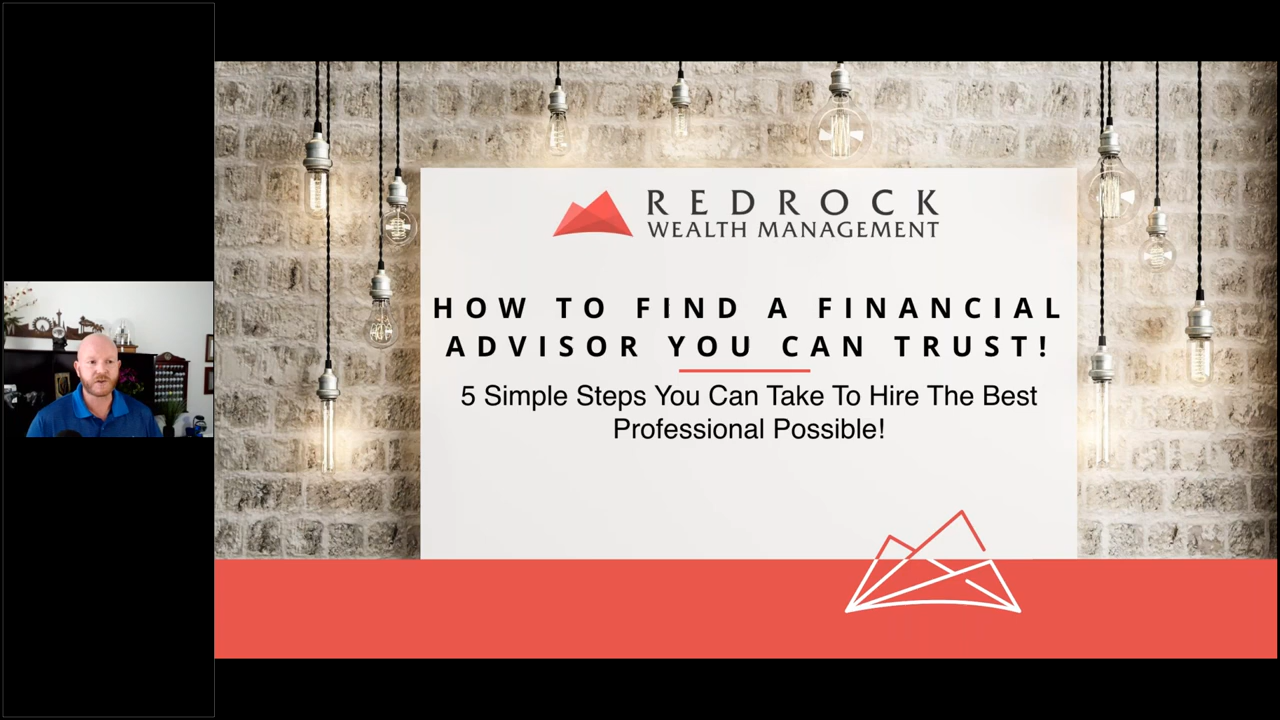 REDROCK
WEALTH MANAGEMENT
HOW TO FIND A FINANCIAL
ADVISOR YOU CAN TRUST!
5 Simple Steps You Can Take To Hire The Best
Professional Possible!